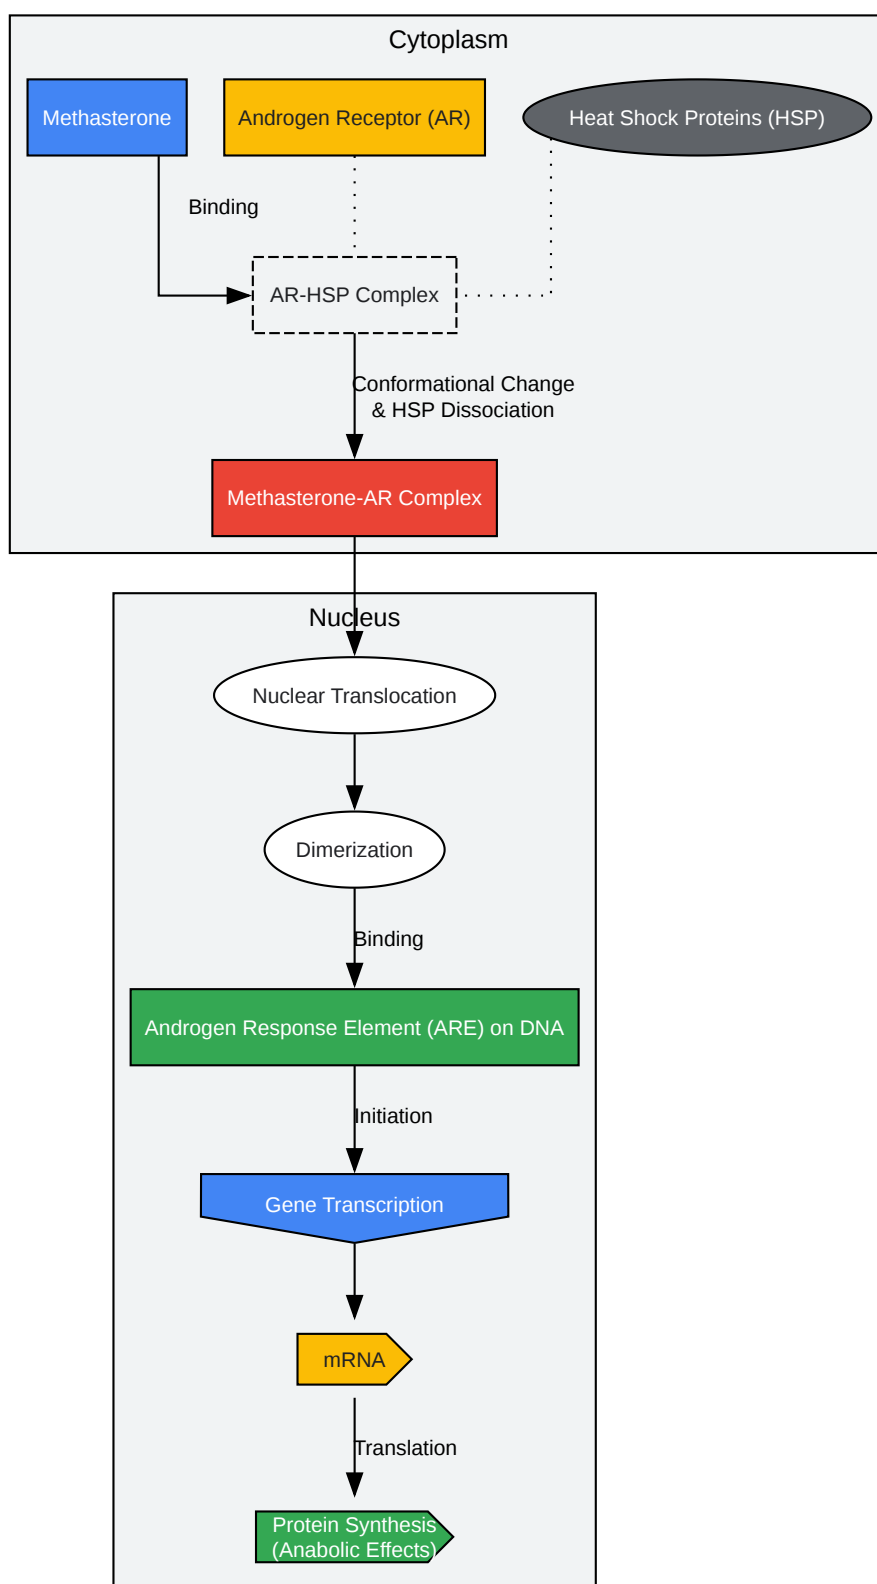 Cytoplasm
Methasterone
Androgen Receptor (AR)
Heat Shock Proteins (HSP)
Binding
AR-HSP Complex
Conformational Change
& HSP Dissociation
Methasterone-AR Complex
Nucleus
Nuclear Translocation
Dimerization
Binding
Androgen Response Element (ARE) on DNA
Initiation
Gene Transcription
mRNA
Translation
Protein Synthesis
(Anabolic Effects)